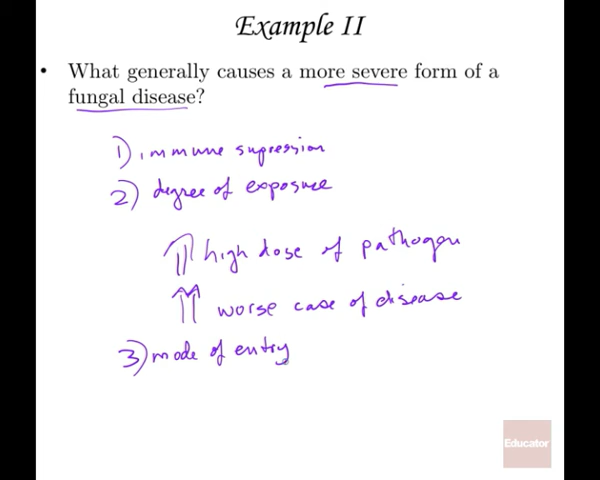 Example II
• What generally causes a more severe form of a
fungal disease?
1) immune supression
2) degree of exposure
⇑ high dose of pathogen
⇑ worse case of disease
3) mode of entry
Educator